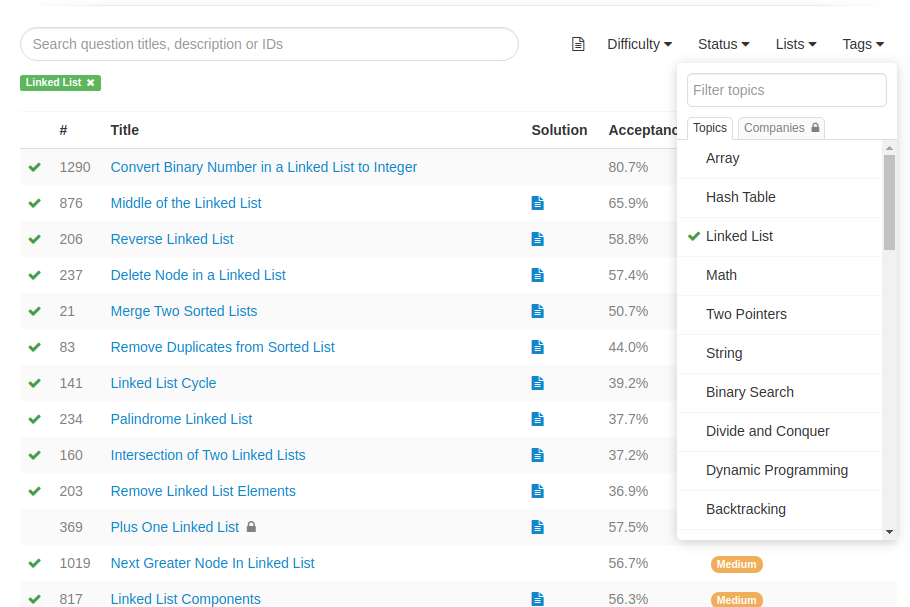 Search question titles, description or IDs
Difficulty Status Lists Tags
Linked List ✖
Filter topics
Topics Companies
# Title Solution Acceptanc
1290 Convert Binary Number in a Linked List to Integer 80.7%
876 Middle of the Linked List 65.9%
206 Reverse Linked List 58.8%
237 Delete Node in a Linked List 57.4%
21 Merge Two Sorted Lists 50.7%
83 Remove Duplicates from Sorted List 44.0%
141 Linked List Cycle 39.2%
234 Palindrome Linked List 37.7%
160 Intersection of Two Linked Lists 37.2%
203 Remove Linked List Elements 36.9%
369 Plus One Linked List 57.5%
1019 Next Greater Node In Linked List 56.7% Medium
817 Linked List Components 56.3% Medium
Array
Hash Table
Linked List
Math
Two Pointers
String
Binary Search
Divide and Conquer
Dynamic Programming
Backtracking